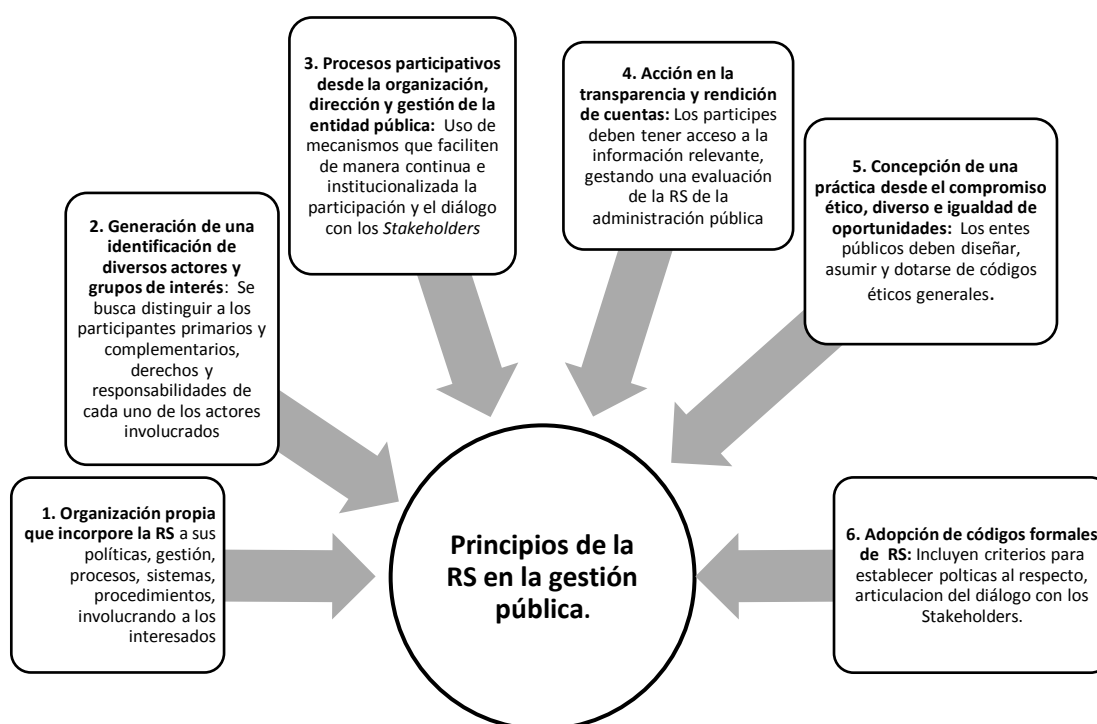 1. Organización propia
que incorpore la RS a sus
políticas, gestión,
procesos, sistemas,
procedimientos,
involucrando a los
interesados
2. Generación de una
identificación de
diversos actores y
grupos de interés: Se
busca distinguir a los
participantes primarios y
complementarios,
derechos y
responsabilidades de
cada uno de los actores
involucrados
3. Procesos participativos
desde la organización,
dirección y gestión de la
entidad pública: Uso de
mecanismos que faciliten
de manera continua e
institucionalizada la
participación y el diálogo
con los Stakeholders
4. Acción en la
transparencia y rendición
de cuentas: Los participes
deben tener acceso a la
información relevante,
gestando una evaluación
de la RS de la
administración pública
5. Concepción de una
práctica desde el compromiso
ético, diverso e igualdad de
oportunidades: Los entes
públicos deben diseñar,
asumir y dotarse de códigos
éticos generales.
6. Adopción de códigos formales
de RS: Incluyen criterios para
establecer polticas al respecto,
articulacion del diálogo con los
Stakeholders.
Principios de la
RS en la gestión
pública.